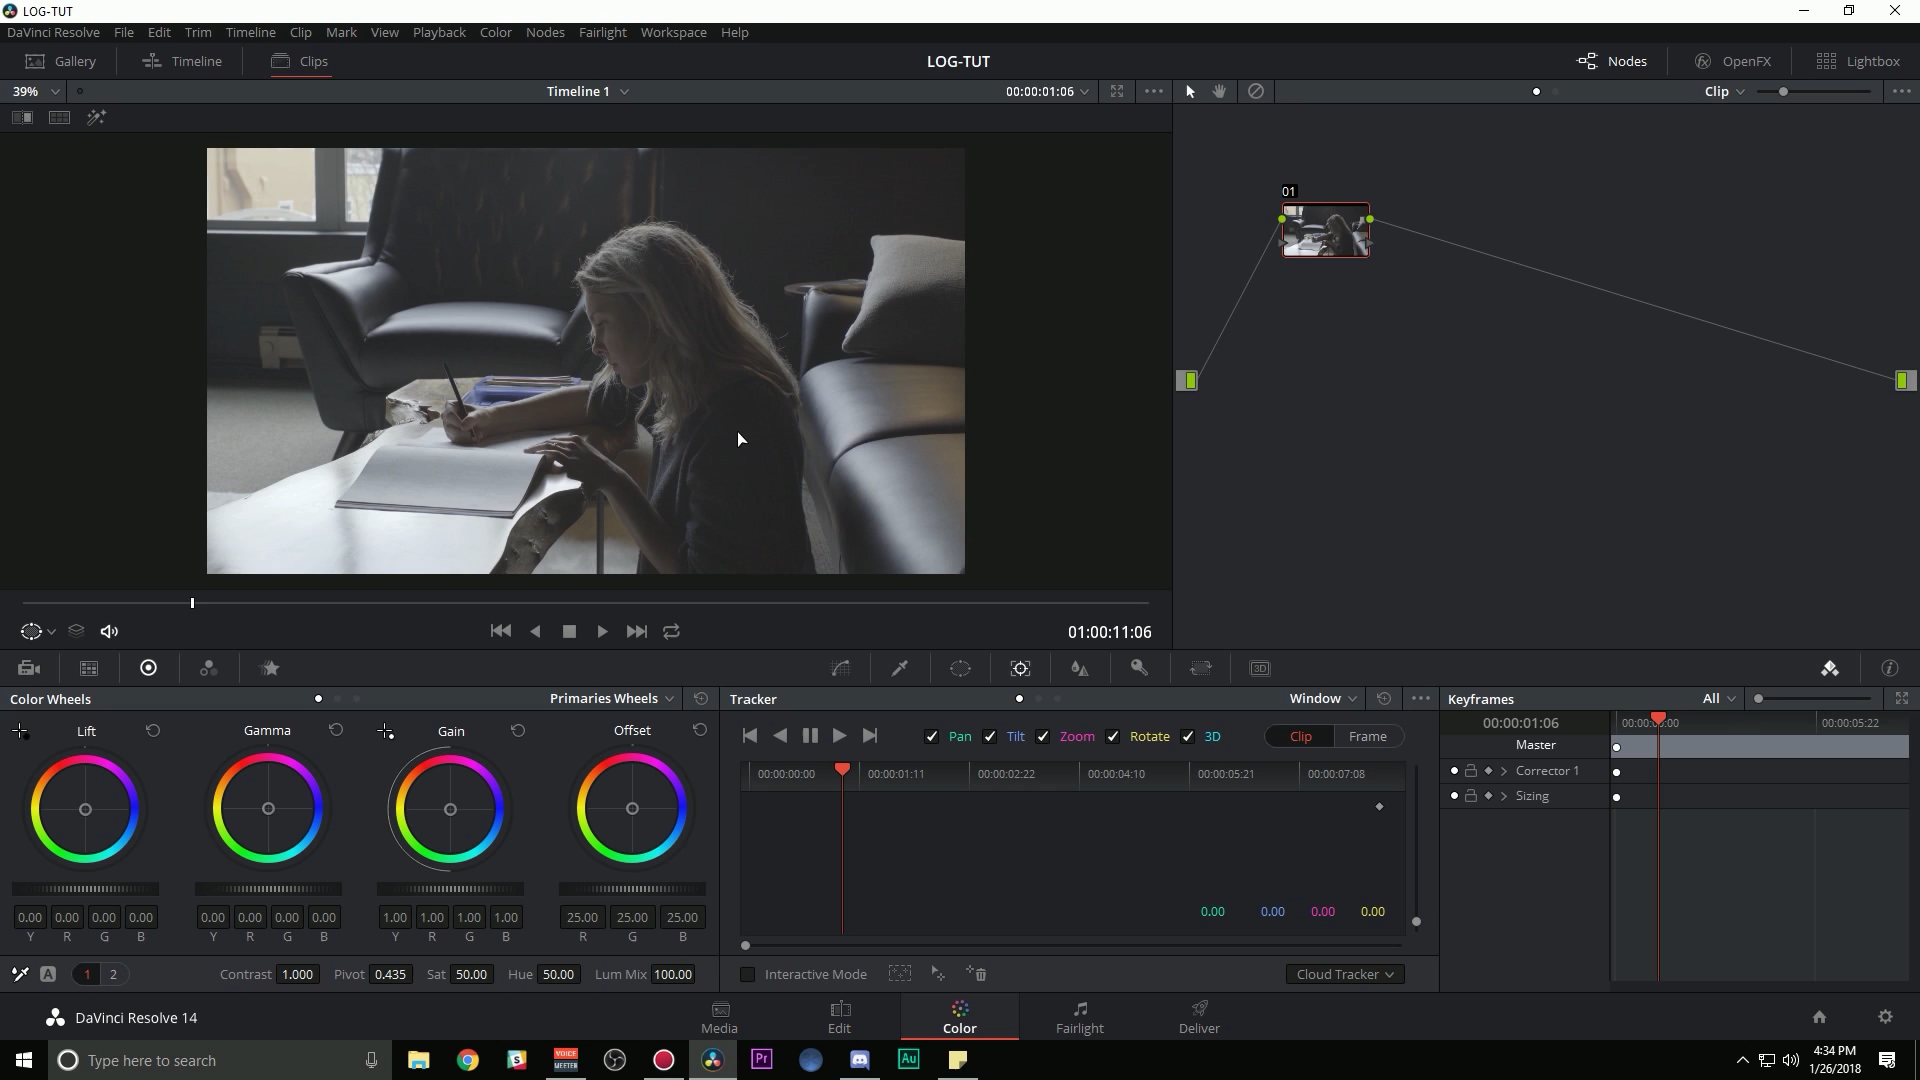 LOG-TUT
DaVinci Resolve File Edit Trim Timeline Clip Mark View Playback Color Nodes Fairlight Workspace Help
Gallery Timeline Clips LOG-TUT Nodes OpenFX Lightbox
39% Timeline 1 00:00:01:06 Clip
01
01:00:11:06
3D
Color Wheels Primaries Wheels Tracker Window Keyframes All
Lift Gamma Gain Offset
Pan Tilt Zoom Rotate 3D Clip Frame
00:00:01:06 00:00:00:00 00:00:05:22
Master
00:00:00:00 00:00:01:11 00:00:02:22 00:00:04:10 00:00:05:21 00:00:07:08
Corrector 1
Sizing
0.00 0.00 0.00 0.00 0.00 0.00 0.00 0.00 1.00 1.00 1.00 1.00 25.00 25.00 25.00
Y R G B Y R G B Y R G B R G B
0.00 0.00 0.00 0.00
A 1 2 Contrast 1.000 Pivot 0.435 Sat 50.00 Hue 50.00 Lum Mix 100.00
Interactive Mode Cloud Tracker
DaVinci Resolve 14
Media Edit Color Fairlight Deliver
Type here to search
VOICE
MEETER
Pr
Au
4:34 PM
1/26/2018